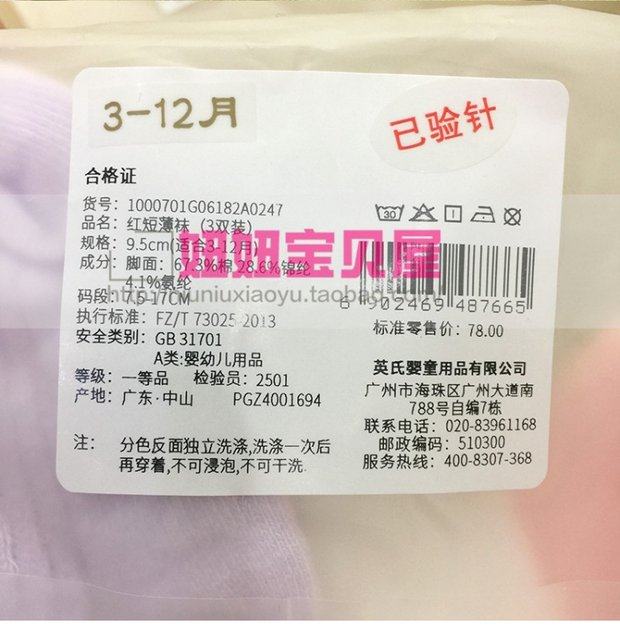 3-12月
已验针
合格证
货号: 1000701G06182A0247
品名: 红短薄袜 (3双装)
规格: 9.5cm(适合3-12月)
成分: 脚面: 67.3%棉 28.6%锦纶
4.1%氨纶
码段: 7.5-17CM
执行标准: FZ/T 73025-2013
安全类别: GB 31701
A类:婴幼儿用品
等级: 一等品 检验员: 2501
产地: 广东·中山 PGZ4001694
注: 分色反面独立洗涤,洗涤一次后
再穿着,不可浸泡,不可干洗.
30
6 902469 487665
标准零售价: 78.00
英氏婴童用品有限公司
广州市海珠区广州大道南
788号自编7栋
联系电话: 020-83961168
邮政编码: 510300
服务热线: 400-8307-368
妞妞宝贝屋